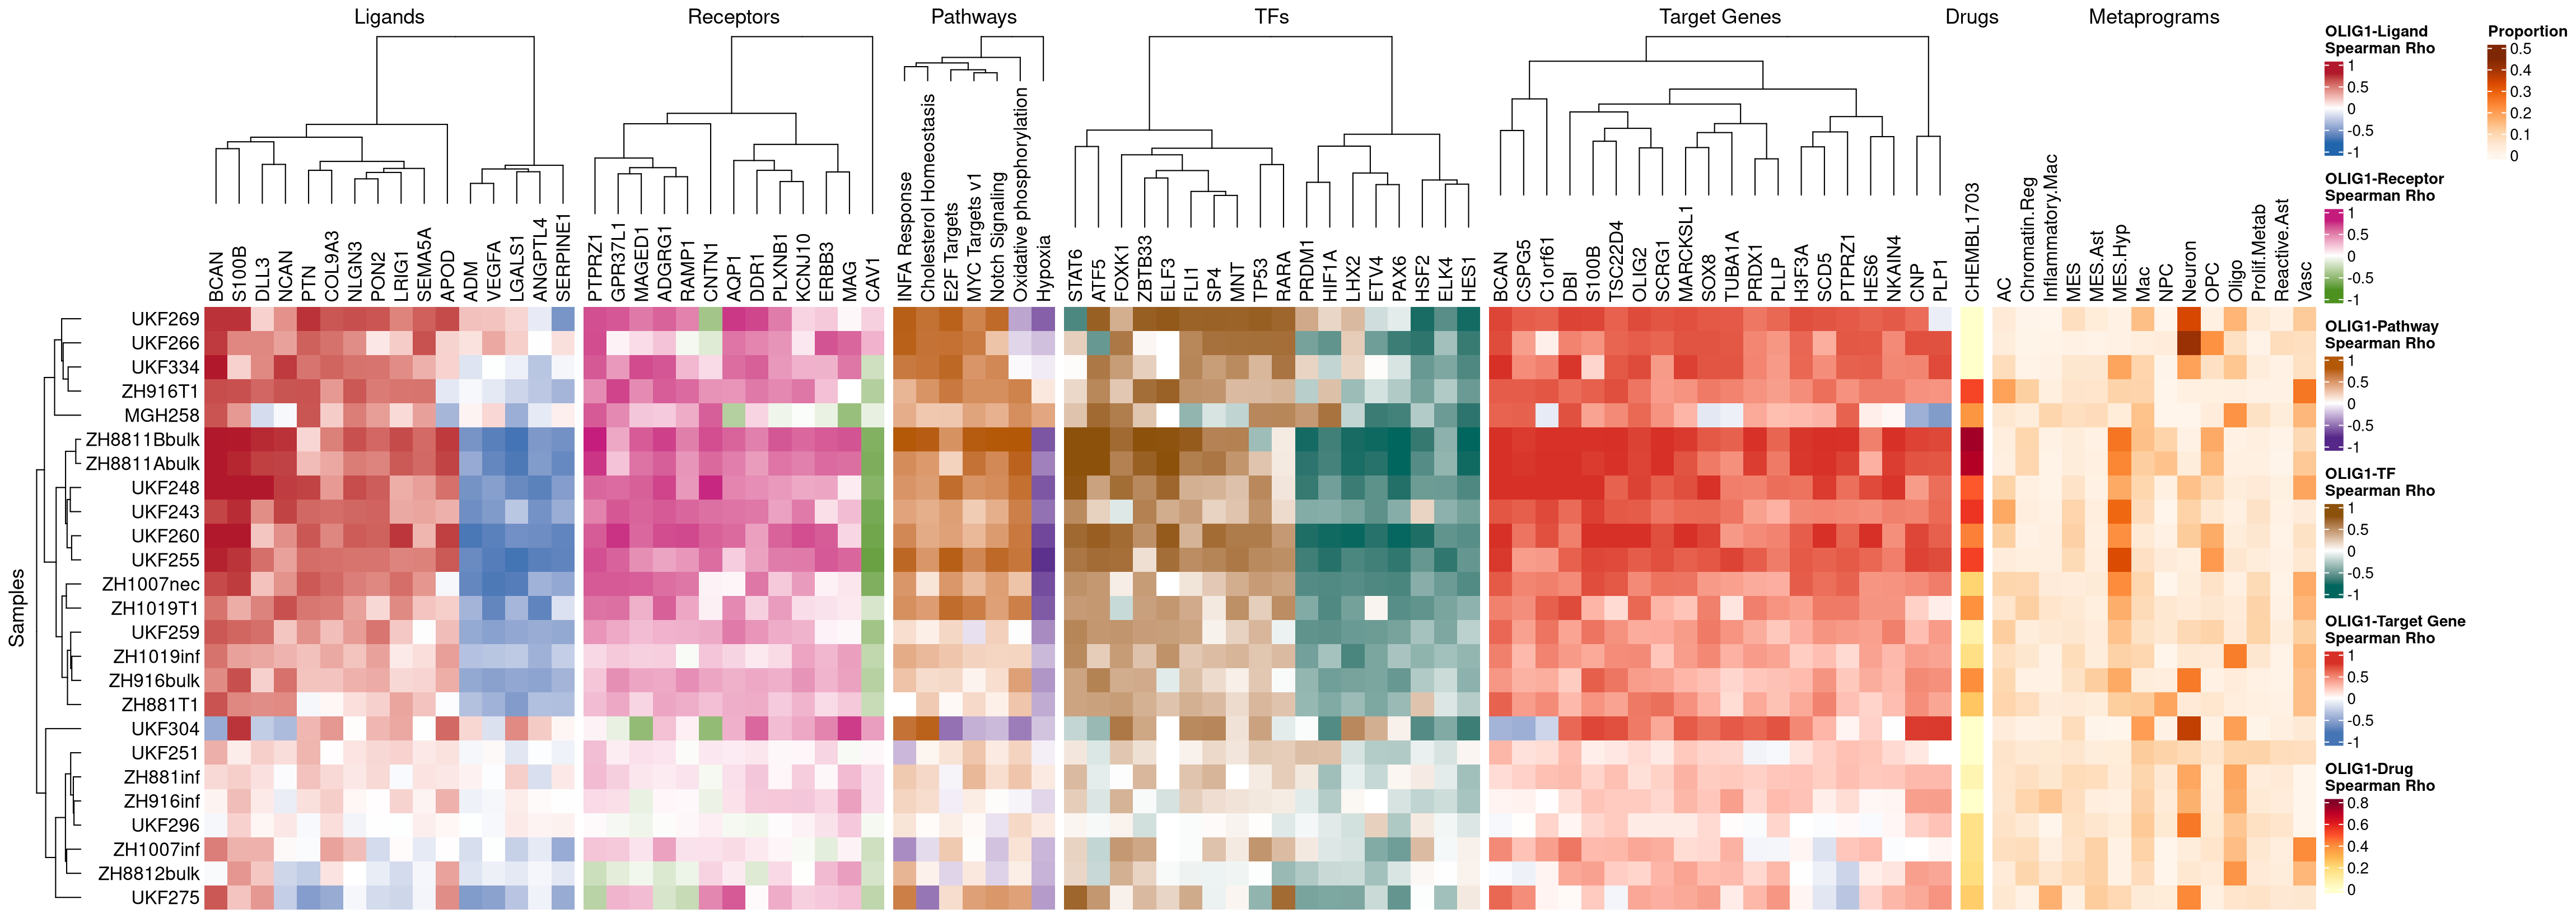 Ligands
Receptors
Pathways
TFs
Target Genes
Drugs
Metaprograms
BCAN
S100B
DLL3
NCAN
PTN
COL9A3
NLGN3
PON2
LRIG1
SEMA5A
APOD
ADM
VEGFA
LGALS1
ANGPTL4
SERPINE1
PTPRZ1
GPR37L1
MAGED1
ADGRG1
RAMP1
CNTN1
AQP1
DDR1
PLXNB1
KCNJ10
ERBB3
MAG
CAV1
INFA Response
Cholesterol Homeostasis
E2F Targets
MYC Targets v1
Notch Signaling
Oxidative phosphorylation
Hypoxia
STAT6
ATF5
FOXK1
ZBTB33
ELF3
FLI1
SP4
MNT
TP53
RARA
PRDM1
HIF1A
LHX2
ETV4
PAX6
HSF2
ELK4
HES1
BCAN
CSPG5
C1orf61
DBI
S100B
TSC22D4
OLIG2
SCRG1
MARCKSL1
SOX8
TUBA1A
PRDX1
PLLP
H3F3A
SCD5
PTPRZ1
HES6
NKAIN4
CNP
PLP1
CHEMBL1703
AC
Chromatin.Reg
Inflammatory.Mac
MES
MES.Ast
MES.Hyp
Mac
NPC
Neuron
OPC
Oligo
Prolif.Metab
Reactive.Ast
Vasc
Samples
UKF269
UKF266
UKF334
ZH916T1
MGH258
ZH8811Bbulk
ZH8811Abulk
UKF248
UKF243
UKF260
UKF255
ZH1007nec
ZH1019T1
UKF259
ZH1019inf
ZH916bulk
ZH881T1
UKF304
UKF251
ZH881inf
ZH916inf
UKF296
ZH1007inf
ZH8812bulk
UKF275
OLIG1-Ligand
Spearman Rho
1
0.5
0
-0.5
-1
OLIG1-Receptor
Spearman Rho
1
0.5
0
-0.5
-1
OLIG1-Pathway
Spearman Rho
1
0.5
0
-0.5
-1
OLIG1-TF
Spearman Rho
1
0.5
0
-0.5
-1
OLIG1-Target Gene
Spearman Rho
1
0.5
0
-0.5
-1
OLIG1-Drug
Spearman Rho
0.8
0.6
0.4
0.2
0
Proportion
0.5
0.4
0.3
0.2
0.1
0